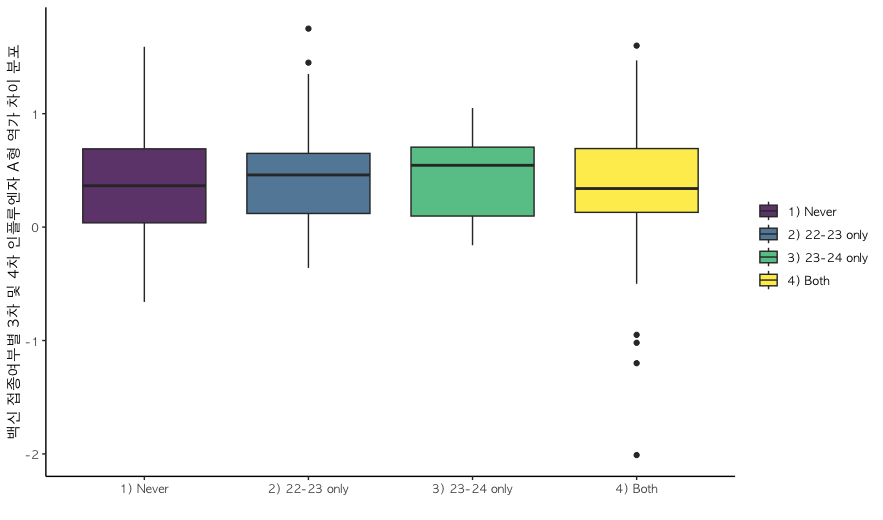 백신 접종여부별 3차 및 4차 인플루엔자 A형 역가 차이 분포
1
0
-1
-2
1) Never
2) 22-23 only
3) 23-24 only
4) Both
1) Never
2) 22-23 only
3) 23-24 only
4) Both